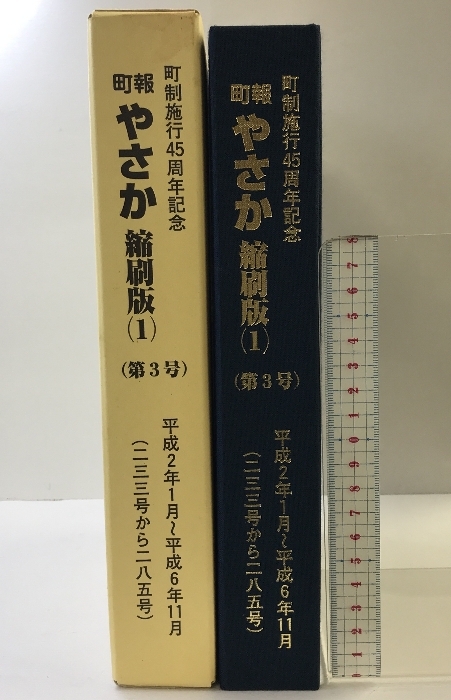 町制施行45周年記念
町報
やさか
縮刷版(1)
(第3号)
平成2年1月～平成6年11月
(二三三号から二八五号)
町制施行45周年記念
町報
やさか
縮刷版(1)
(第3号)
平成2年1月～平成6年11月
(二三三号から二八五号)